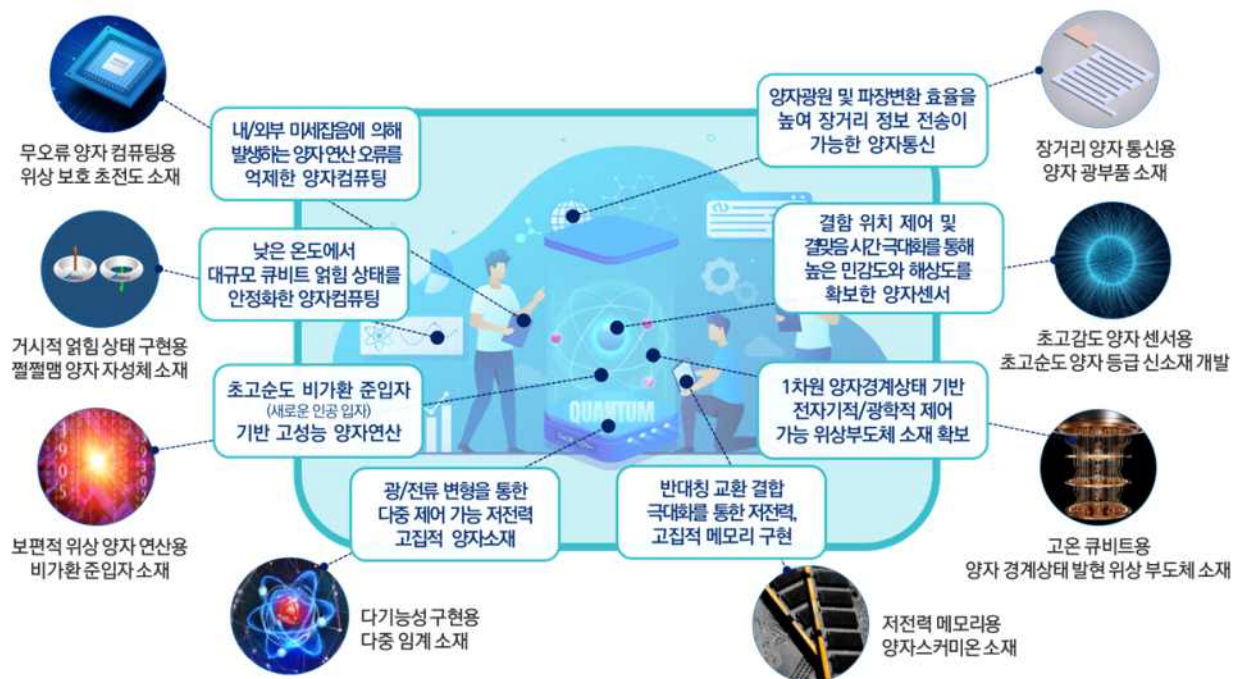 무오류 양자 컴퓨팅용
위상 보호 초전도 소재
내/외부 미세잡음에 의해
발생하는 양자 연산 오류를
억제한 양자컴퓨팅
양자광원 및 파장변환 효율을
높여 장거리 정보 전송이
가능한 양자통신
장거리 양자 통신용
양자 광부품 소재
거시적 얽힘 상태 구현용
쩔쩔맴 양자 자성체 소재
낮은 온도에서
대규모 큐비트 얽힘 상태를
안정화한 양자컴퓨팅
결함 위치 제어 및
결맞음 시간 극대화를 통해
높은 민감도와 해상도를
확보한 양자센서
초고감도 양자 센서용
초고순도 양자 등급 신소재 개발
보편적 위상 양자 연산용
비가환 준입자 소재
초고순도 비가환 준입자
(새로운 인공 입자)
기반 고성능 양자연산
QUANTUM
1차원 양자경계상태 기반
전자기적/광학적 제어
가능 위상부도체 소재 확보
고온 큐비트용
양자 경계상태 발현 위상 부도체 소재
광/전류 변형을 통한
다중 제어 가능 저전력
고집적 양자소재
다기능성 구현용
다중 임계 소재
반대칭 교환 결합
극대화를 통한 저전력,
고집적 메모리 구현
저전력 메모리용
양자스커미온 소재